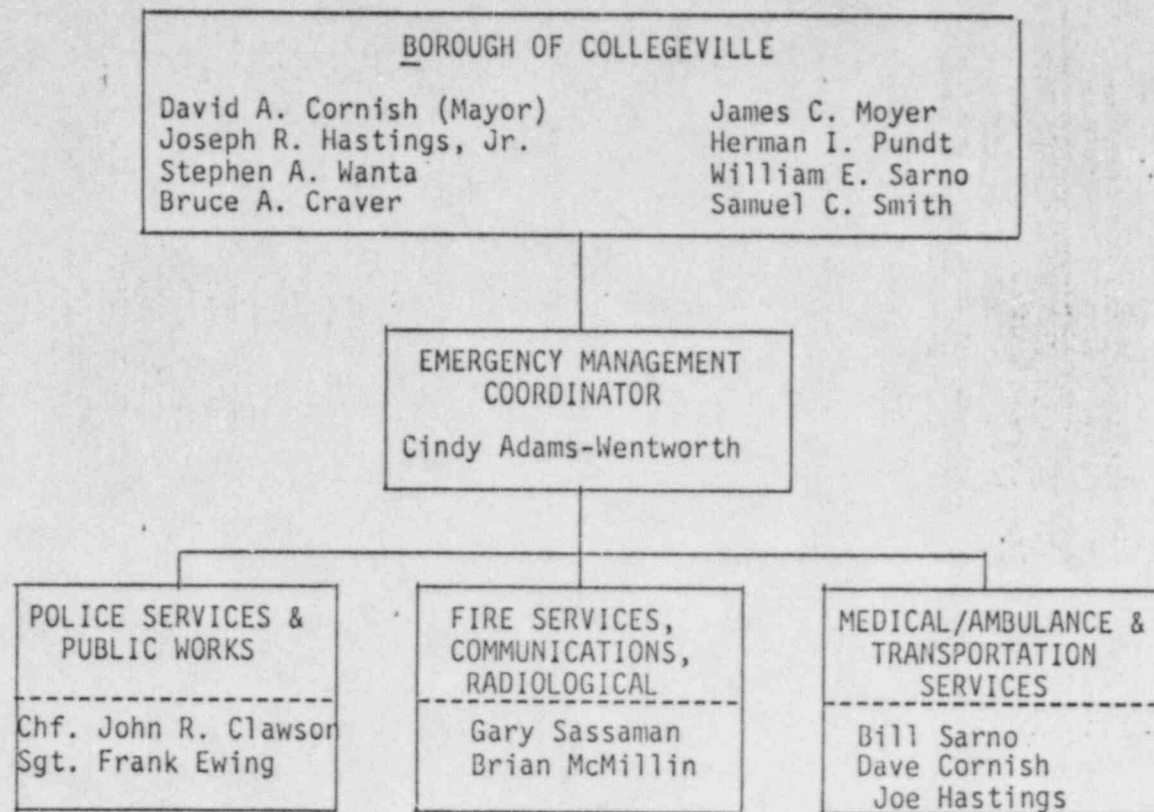 BOROUGH OF COLLEGEVILLE
David A. Cornish (Mayor)
Joseph R. Hastings, Jr.
Stephen A. Wanta
Bruce A. Craver
James C. Moyer
Herman I. Pundt
William E. Sarno
Samuel C. Smith
EMERGENCY MANAGEMENT
COORDINATOR
Cindy Adams-Wentworth
POLICE SERVICES &
PUBLIC WORKS
Chf. John R. Clawson
Sgt. Frank Ewing
FIRE SERVICES,
COMMUNICATIONS,
RADIOLOGICAL
Gary Sassaman
Brian McMillin
MEDICAL/AMBULANCE &
TRANSPORTATION
SERVICES
Bill Sarno
Dave Cornish
Joe Hastings